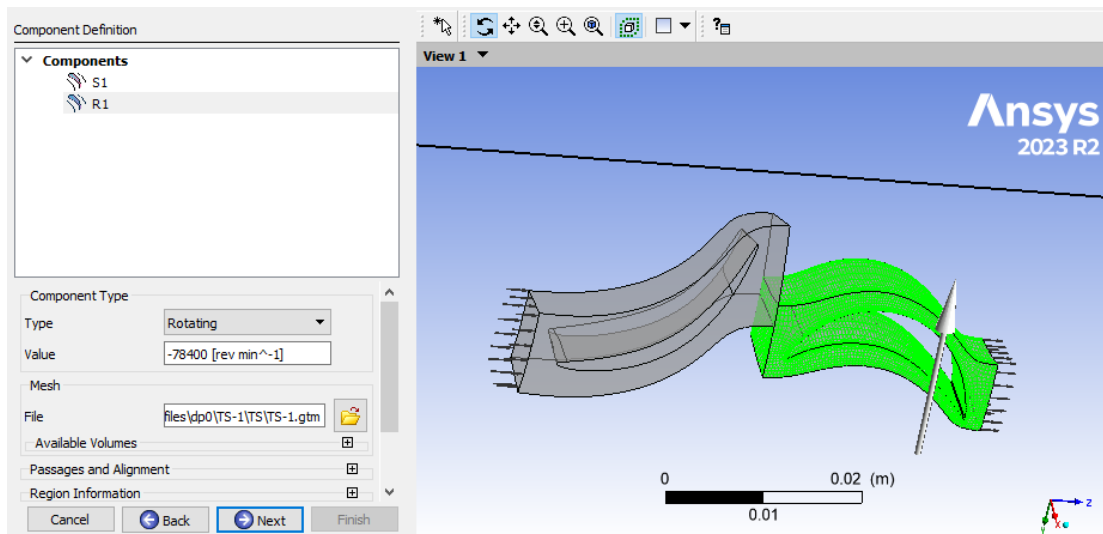 Component Definition
Components
S1
R1
Component Type
Type Rotating
Value -78400 [rev min^-1]
Mesh
File files\dp0\TS-1\TS\TS-1.gtm
Available Volumes
Passages and Alignment
Region Information
Cancel Back Next Finish
View 1
Ansys
2023 R2
0 0.02 (m)
0.01
Z
X
Y